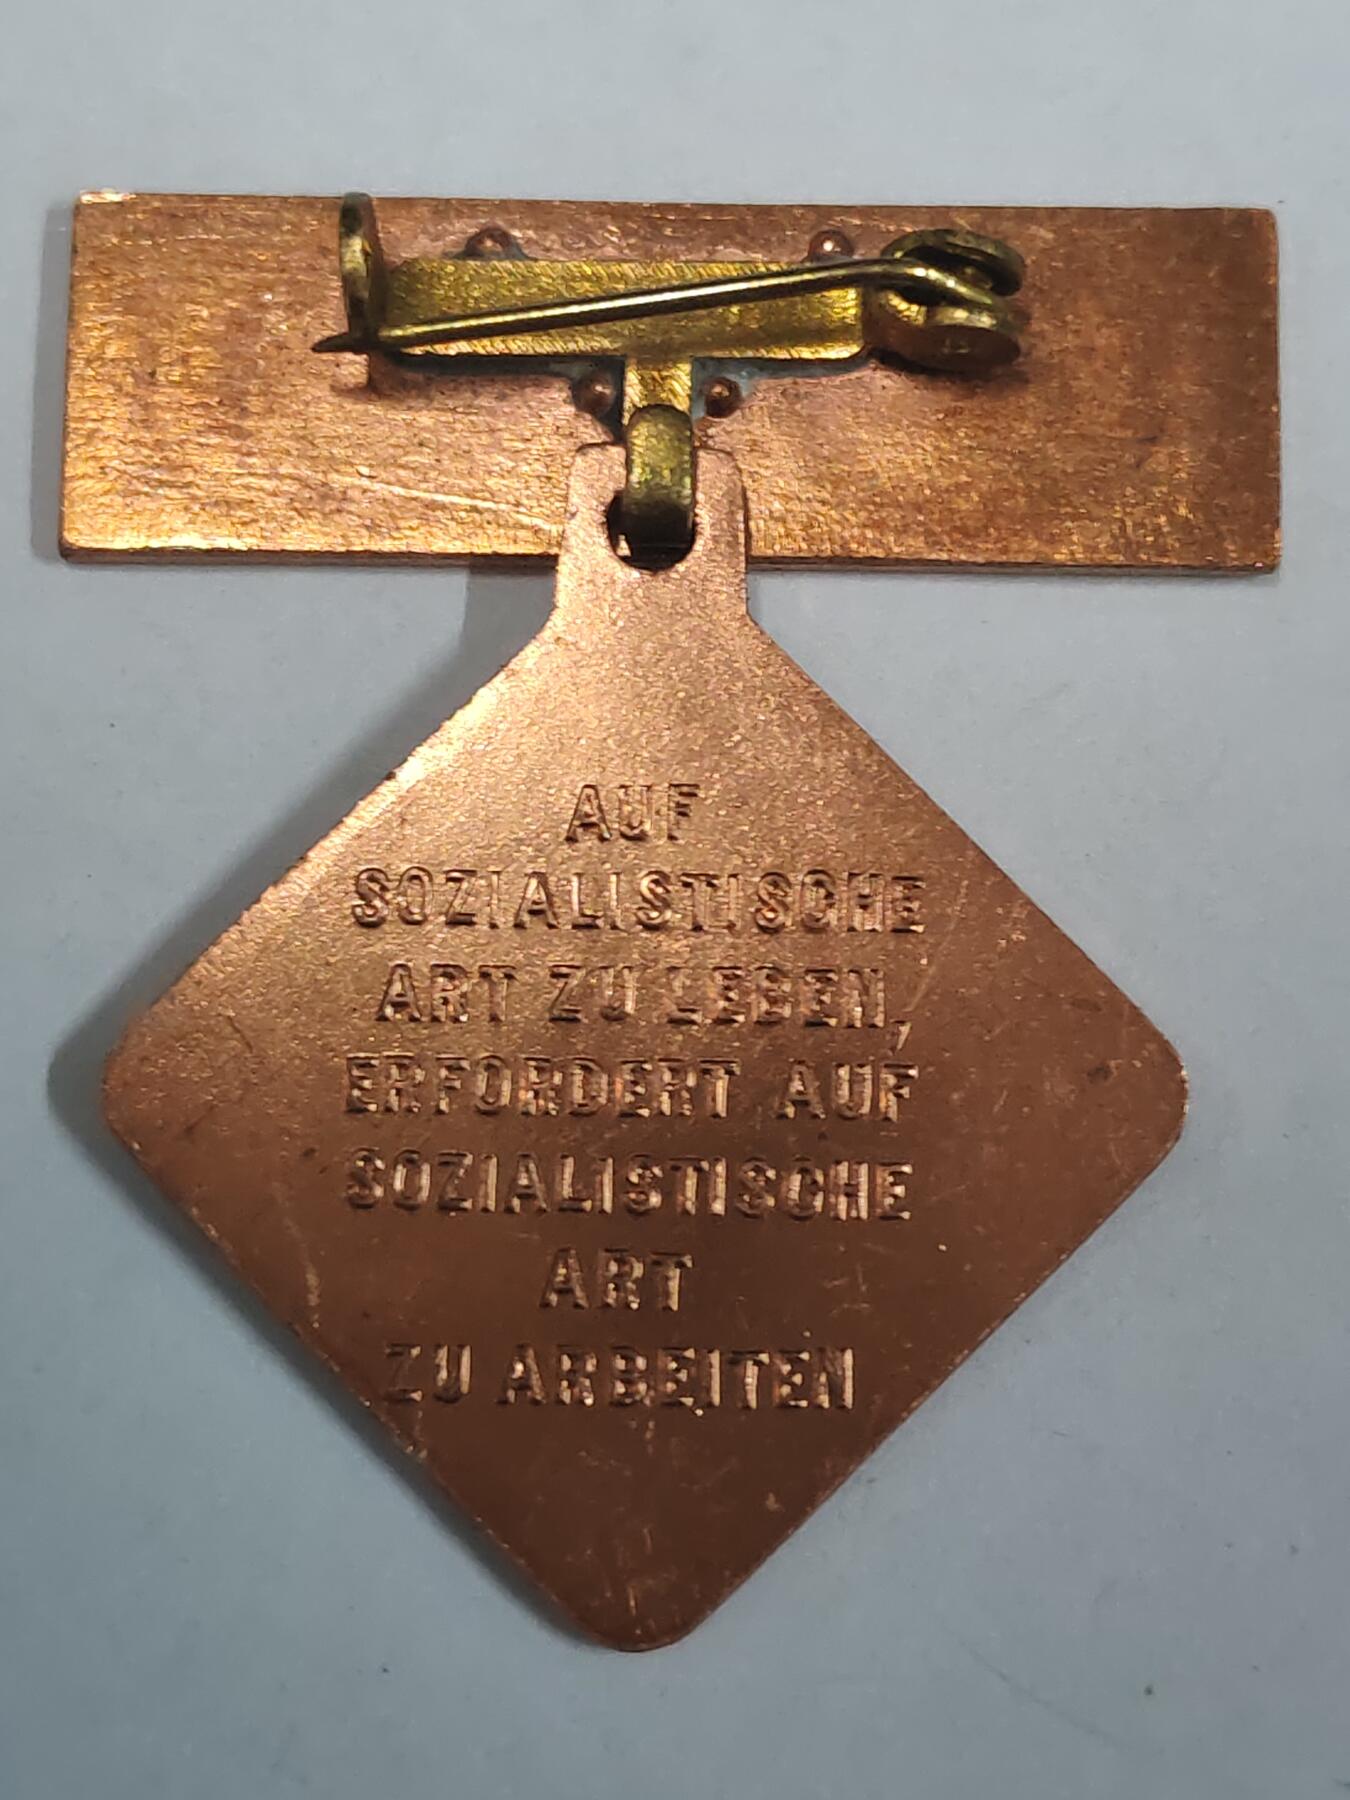 AUF
SOZIALISTISCHE
ART ZU LEBEN,
ERFORDERT AUF
SOZIALISTISCHE
ART
ZU ARBEITEN